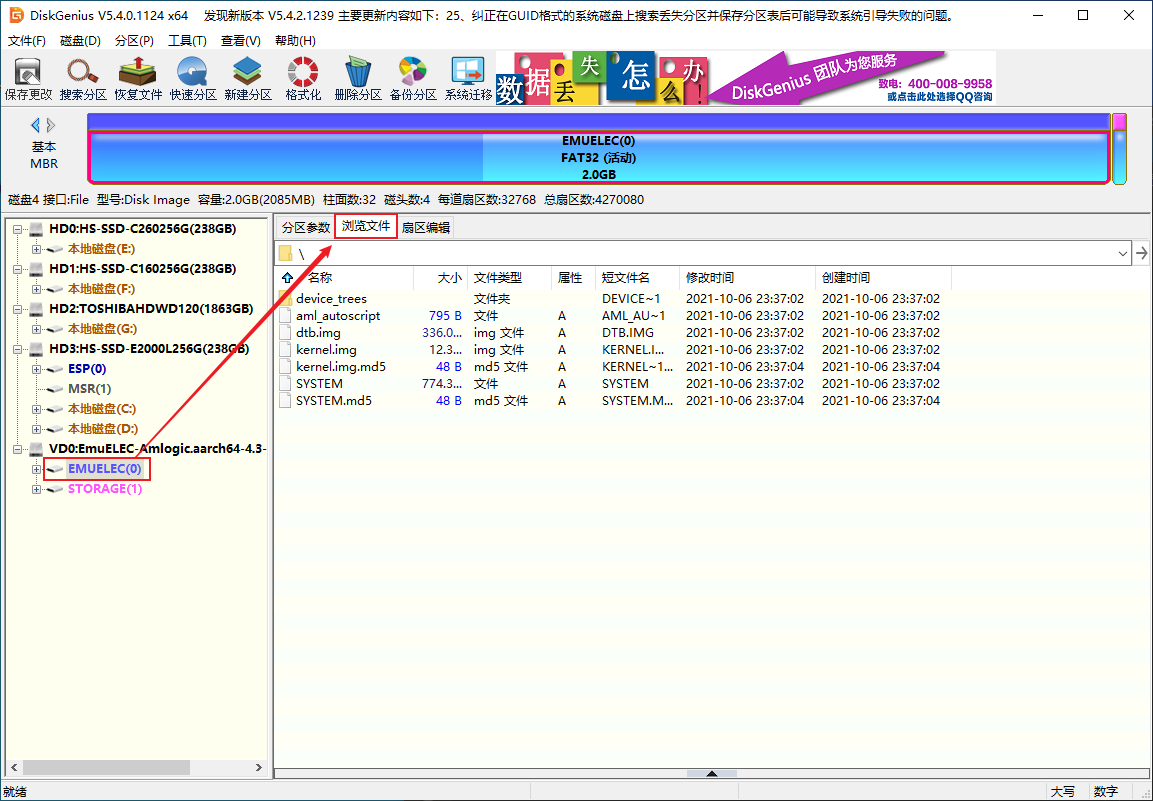 DiskGenius V5.4.0.1124 x64 发现新版本 V5.4.2.1239 主要更新内容如下：25、纠正在GUID格式的系统磁盘上搜索丢失分区并保存分区表后可能导致系统引导失败的问题。
文件(F) 磁盘(D) 分区(P) 工具(T) 查看(V) 帮助(H)
保存更改 搜索分区 恢复文件 快速分区 新建分区 格式化 删除分区 备份分区 系统迁移
数据丢失怎么办！
DiskGenius 团队为您服务
致电：400-008-9958
或点击此处选择QQ咨询
基本
MBR
EMUELEC(0)
FAT32 (活动)
2.0GB
磁盘4 接口:File 型号:Disk Image 容量:2.0GB(2085MB) 柱面数:32 磁头数:4 每道扇区数:32768 总扇区数:4270080
HD0:HS-SSD-C260256G(238GB)
本地磁盘(E:)
HD1:HS-SSD-C160256G(238GB)
本地磁盘(F:)
HD2:TOSHIBAHDWD120(1863GB)
本地磁盘(G:)
HD3:HS-SSD-E2000L256G(238GB)
ESP(0)
MSR(1)
本地磁盘(C:)
本地磁盘(D:)
VD0:EmuELEC-Amlogic.aarch64-4.3-
EMUELEC(0)
STORAGE(1)
分区参数 浏览文件 扇区编辑
\
名称 大小 文件类型 属性 短文件名 修改时间 创建时间
device_trees 文件夹 DEVICE~1 2021-10-06 23:37:02 2021-10-06 23:37:02
aml_autoscript 795 B 文件 A AML_AU~1 2021-10-06 23:37:02 2021-10-06 23:37:02
dtb.img 336.0... img 文件 A DTB.IMG 2021-10-06 23:37:02 2021-10-06 23:37:02
kernel.img 12.3... img 文件 A KERNEL.I... 2021-10-06 23:37:02 2021-10-06 23:37:02
kernel.img.md5 48 B md5 文件 A KERNEL~1... 2021-10-06 23:37:04 2021-10-06 23:37:04
SYSTEM 774.3... 文件 A SYSTEM 2021-10-06 23:37:02 2021-10-06 23:37:02
SYSTEM.md5 48 B md5 文件 A SYSTEM.M... 2021-10-06 23:37:04 2021-10-06 23:37:04
就绪 大写 数字